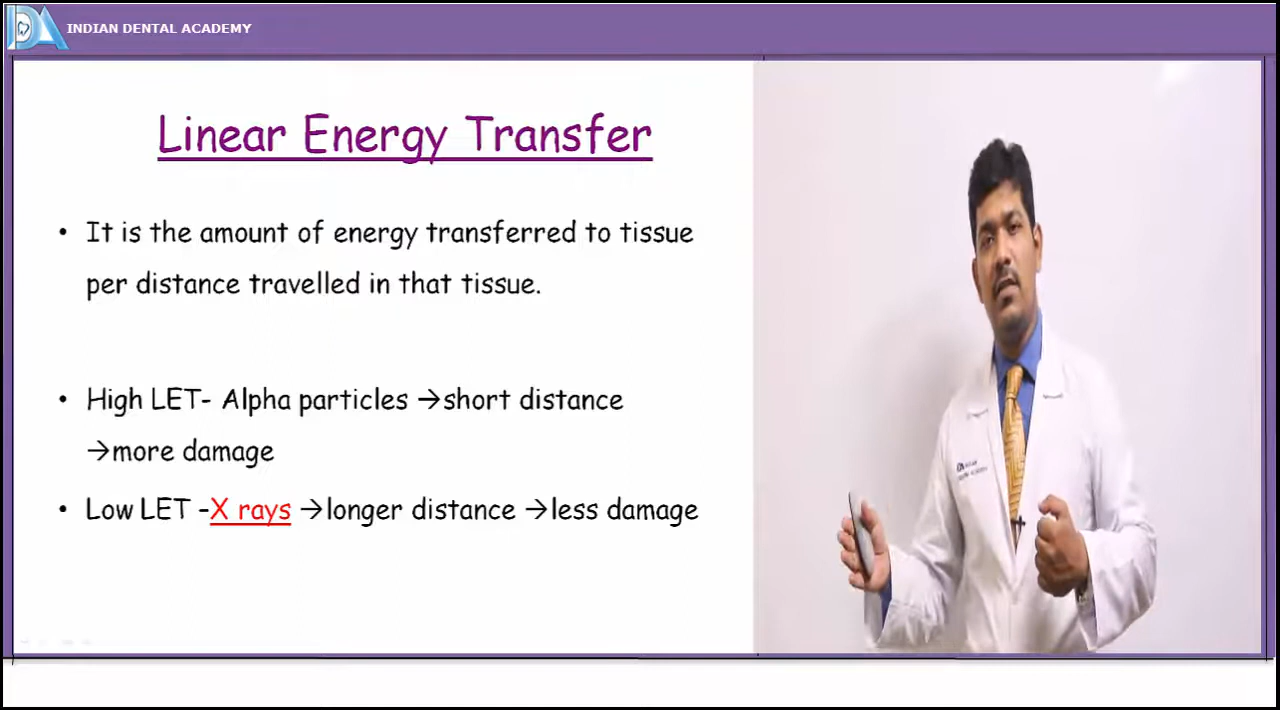 INDIAN DENTAL ACADEMY
Linear Energy Transfer
• It is the amount of energy transferred to tissue
per distance travelled in that tissue.
• High LET- Alpha particles →short distance
→more damage
• Low LET -X rays →longer distance →less damage